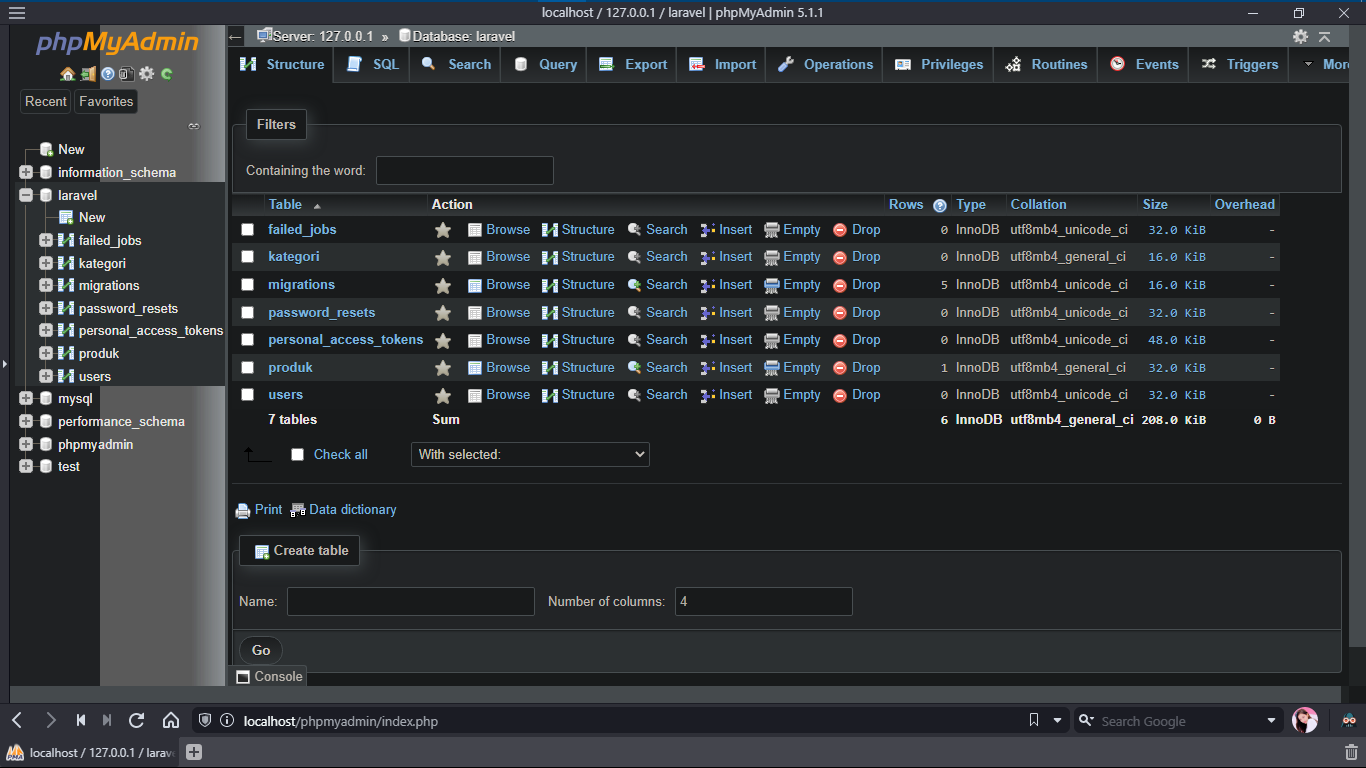 localhost / 127.0.0.1 / laravel | phpMyAdmin 5.1.1
phpMyAdmin
Recent Favorites
New
information_schema
laravel
New
failed_jobs
kategori
migrations
password_resets
personal_access_tokens
produk
users
mysql
performance_schema
phpmyadmin
test
Server: 127.0.0.1 » Database: laravel
Structure SQL Search Query Export Import Operations Privileges Routines Events Triggers More
Filters
Containing the word:
Table Action Rows Type Collation Size Overhead
failed_jobs Browse Structure Search Insert Empty Drop 0 InnoDB utf8mb4_unicode_ci 32.0 KiB -
kategori Browse Structure Search Insert Empty Drop 0 InnoDB utf8mb4_general_ci 16.0 KiB -
migrations Browse Structure Search Insert Empty Drop 5 InnoDB utf8mb4_unicode_ci 16.0 KiB -
password_resets Browse Structure Search Insert Empty Drop 0 InnoDB utf8mb4_unicode_ci 32.0 KiB -
personal_access_tokens Browse Structure Search Insert Empty Drop 0 InnoDB utf8mb4_unicode_ci 48.0 KiB -
produk Browse Structure Search Insert Empty Drop 1 InnoDB utf8mb4_general_ci 32.0 KiB -
users Browse Structure Search Insert Empty Drop 0 InnoDB utf8mb4_unicode_ci 32.0 KiB -
7 tables Sum 6 InnoDB utf8mb4_general_ci 208.0 KiB 0 B
Check all With selected:
Print Data dictionary
Create table
Name: Number of columns: 4
Go
Console
localhost/phpmyadmin/index.php Search Google
localhost / 127.0.0.1 / larav